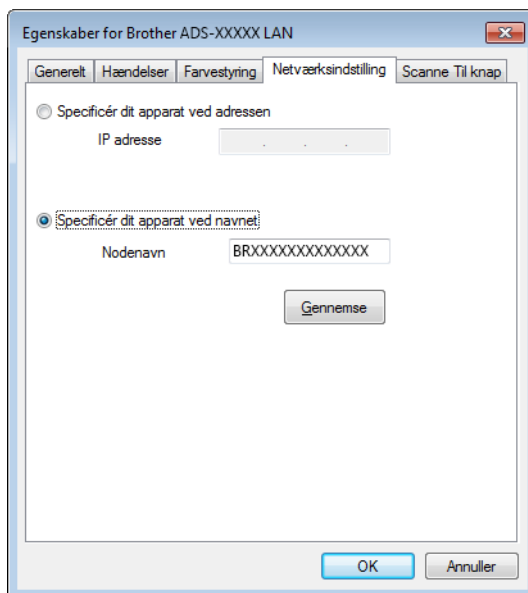 Egenskaber for Brother ADS-XXXXX LAN
Generelt Hændelser Farvestyring Netværksindstilling Scanne Til knap
Specificér dit apparat ved adressen
IP adresse . . .
Specificér dit apparat ved navnet
Nodenavn BRXXXXXXXXXXXXX
Gennemse
OK Annuller